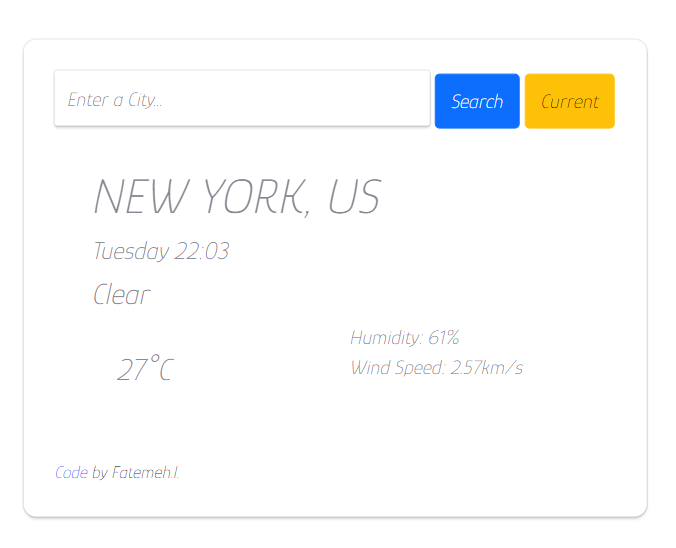 Enter a City...
Search
Current
NEW YORK, US
Tuesday 22:03
Clear
Humidity: 61%
27°C
Wind Speed: 2.57km/s
Code by Fatemeh.I.